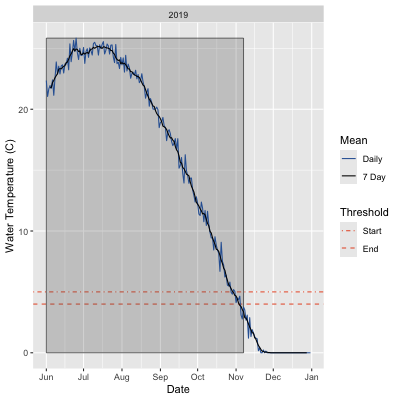 2019
20
10
0
Water Temperature (C)
Jun Jul Aug Sep Oct Nov Dec Jan
Date
Mean
Daily
7 Day
Threshold
Start
End